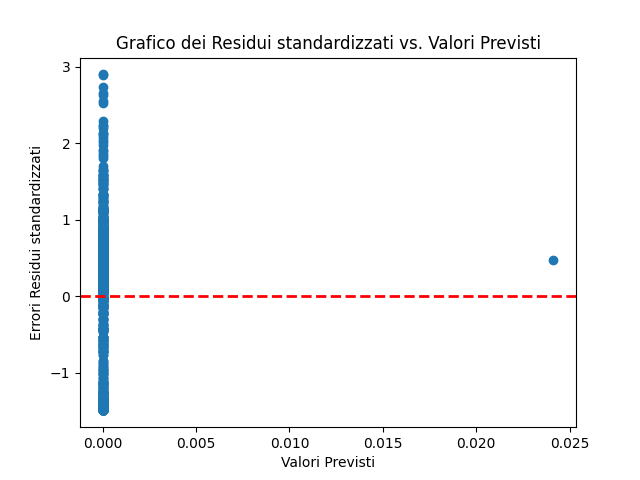 Grafico dei Residui standardizzati vs. Valori Previsti
3
2
1
0
−1
Errori Residui standardizzati
0.000 0.005 0.010 0.015 0.020 0.025
Valori Previsti